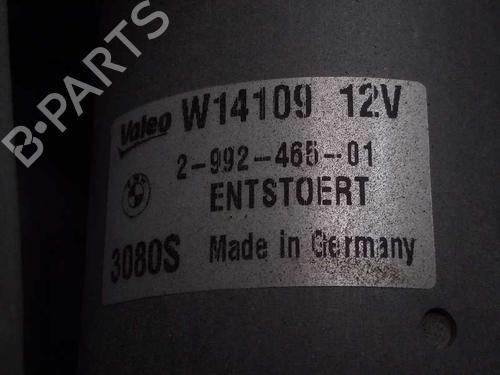 B-PARTS
Valeo W14109 12V
2-992-465-01
ENTSTOERT
3080S Made in Germany